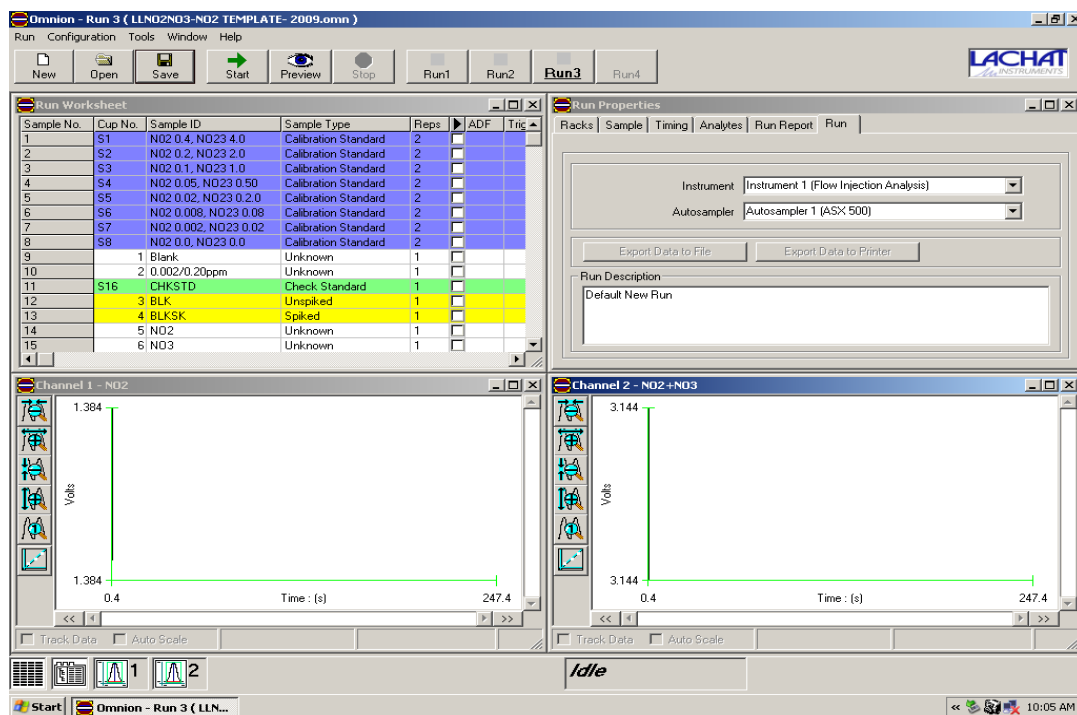 Omnion - Run 3 ( LLNO2NO3-NO2 TEMPLATE- 2009.omn )
Run Configuration Tools Window Help
New Open Save Start Preview Stop Run1 Run2 Run3 Run4
LACHAT
INSTRUMENTS
Run Worksheet
Sample No. Cup No. Sample ID Sample Type Reps ADF Trig
1 S1 N02 0.4, N023 4.0 Calibration Standard 2
2 S2 N02 0.2, N023 2.0 Calibration Standard 2
3 S3 N02 0.1, N023 1.0 Calibration Standard 2
4 S4 N02 0.05, N023 0.50 Calibration Standard 2
5 S5 N02 0.02, N023 0.2.0 Calibration Standard 2
6 S6 N02 0.008, N023 0.08 Calibration Standard 2
7 S7 N02 0.002, N023 0.02 Calibration Standard 2
8 S8 N02 0.0, N023 0.0 Calibration Standard 2
9 1 Blank Unknown 1
10 2 0.002/0.20ppm Unknown 1
11 S16 CHKSTD Check Standard 1
12 3 BLK Unspiked 1
13 4 BLKSK Spiked 1
14 5 NO2 Unknown 1
15 6 NO3 Unknown 1
Run Properties
Racks Sample Timing Analytes Run Report Run
Instrument Instrument 1 (Flow Injection Analysis)
Autosampler Autosampler 1 (ASX 500)
Export Data to File Export Data to Printer
Run Description
Default New Run
Channel 1 - NO2
1.384
Volts
1.384
0.4 Time : (s) 247.4
<< >>
Track Data Auto Scale
Channel 2 - NO2+NO3
3.144
Volts
3.144
0.4 Time : (s) 247.4
<< >>
Track Data Auto Scale
1 2 Idle
Start Omnion - Run 3 ( LLN... « 10:05 AM